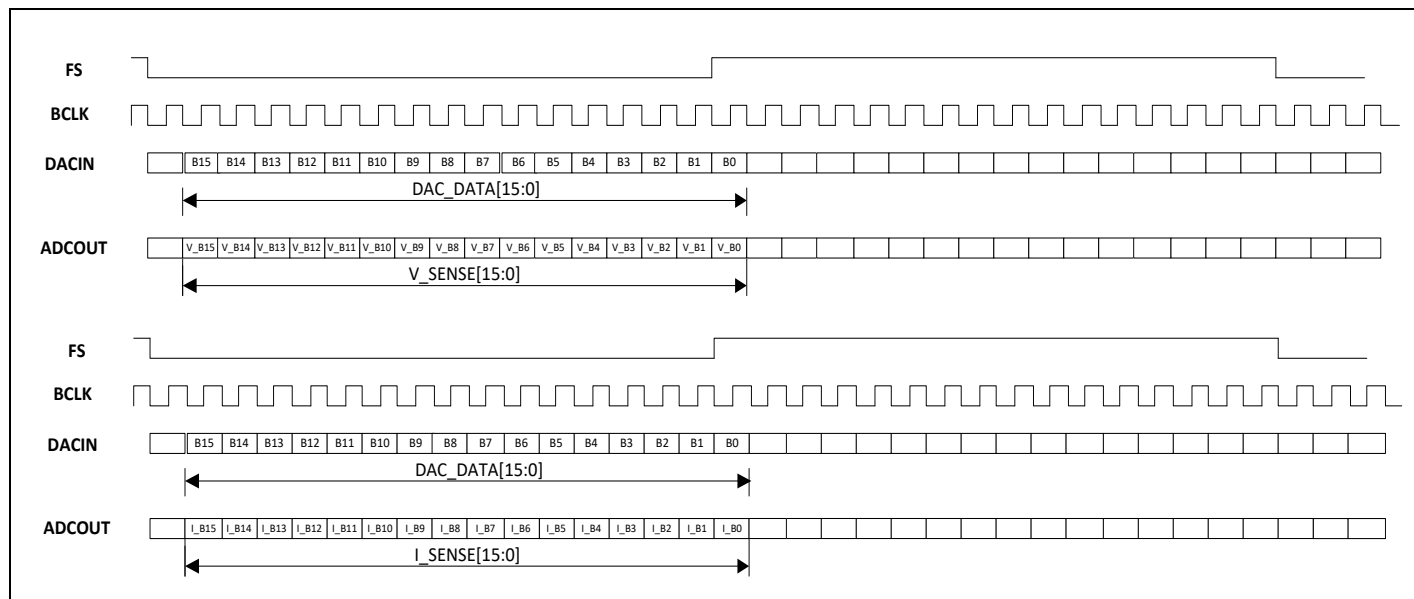 FS
BCLK
DACIN B15 B14 B13 B12 B11 B10 B9 B8 B7 B6 B5 B4 B3 B2 B1 B0
DAC_DATA[15:0]
ADCOUT V_B15 V_B14 V_B13 V_B12 V_B11 V_B10 V_B9 V_B8 V_B7 V_B6 V_B5 V_B4 V_B3 V_B2 V_B1 V_B0
V_SENSE[15:0]
FS
BCLK
DACIN B15 B14 B13 B12 B11 B10 B9 B8 B7 B6 B5 B4 B3 B2 B1 B0
DAC_DATA[15:0]
ADCOUT I_B15 I_B14 I_B13 I_B12 I_B11 I_B10 I_B9 I_B8 I_B7 I_B6 I_B5 I_B4 I_B3 I_B2 I_B1 I_B0
I_SENSE[15:0]